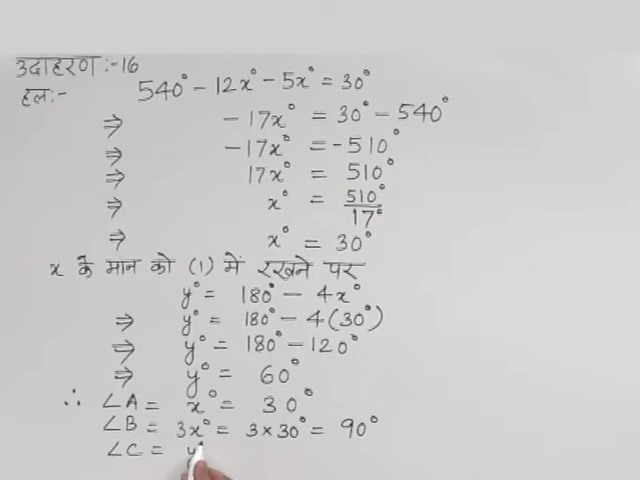 उदाहरण :-16
हल:- 540° - 12x° - 5x° = 30°
⇒ -17x° = 30° - 540°
⇒ -17x° = -510°
⇒ 17x° = 510°
⇒ x° = 510°/17°
⇒ x° = 30°
x के मान को (1) में रखने पर
y° = 180° - 4x°
⇒ y° = 180° - 4(30°)
⇒ y° = 180° - 120°
⇒ y° = 60°
∴ ∠A = x° = 30°
∠B = 3x° = 3×30° = 90°
∠C = y°